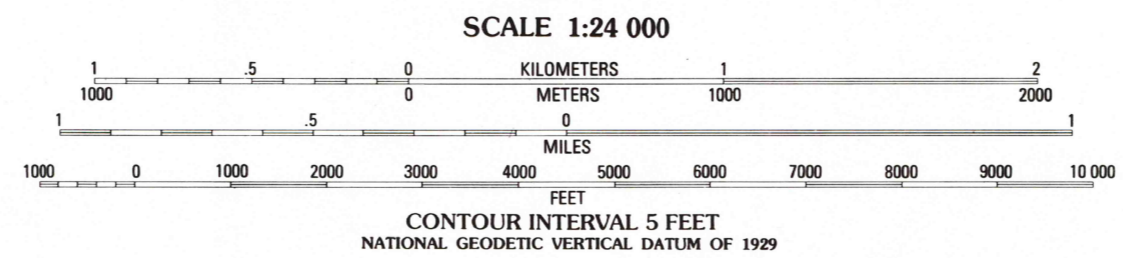 SCALE 1:24 000
1 .5 0 KILOMETERS 1 2
1000 0 METERS 1000 2000
1 .5 0 1
MILES
1000 0 1000 2000 3000 4000 5000 6000 7000 8000 9000 10 000
FEET
CONTOUR INTERVAL 5 FEET
NATIONAL GEODETIC VERTICAL DATUM OF 1929